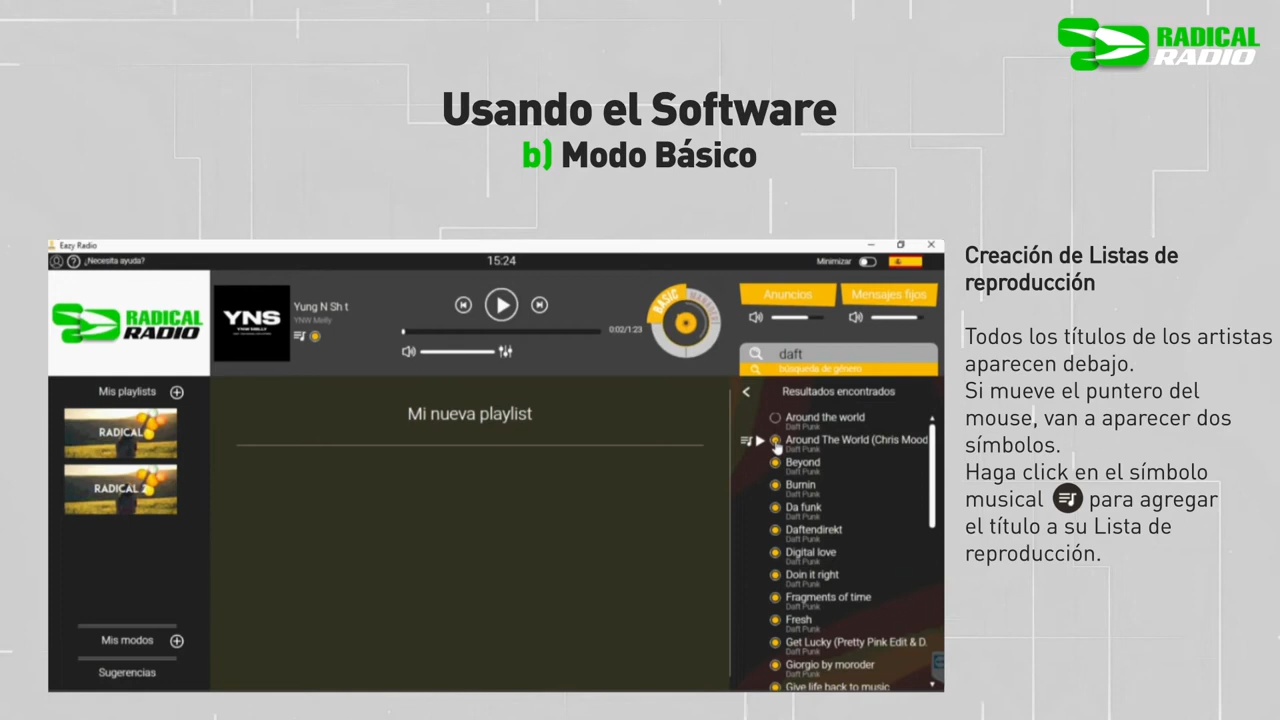 RADICAL
RADIO
Usando el Software
b) Modo Básico
Eazy Radio
¿Necesita ayuda?
15:24
Minimizar
RADICAL
RADIO
YNS
YNW MELLY
Yung N Sh t
YNW Melly
0:02/1:23
BASIC
Anuncios
Mensajes fijos
daft
búsqueda de género
Mis playlists
RADICAL
RADICAL 2
Mis modos
Sugerencias
Mi nueva playlist
Resultados encontrados
Around the world
Daft Punk
Around The World (Chris Mood
Daft Punk
Beyond
Daft Punk
Burnin
Daft Punk
Da funk
Daft Punk
Daftendirekt
Daft Punk
Digital love
Daft Punk
Doin it right
Daft Punk
Fragments of time
Daft Punk
Fresh
Daft Punk
Get Lucky (Pretty Pink Edit & D.
Daft Punk
Giorgio by moroder
Daft Punk
Give life back to music
Creación de Listas de
reproducción
Todos los títulos de los artistas
aparecen debajo.
Si mueve el puntero del
mouse, van a aparecer dos
símbolos.
Haga click en el símbolo
musical para agregar
el título a su Lista de
reproducción.